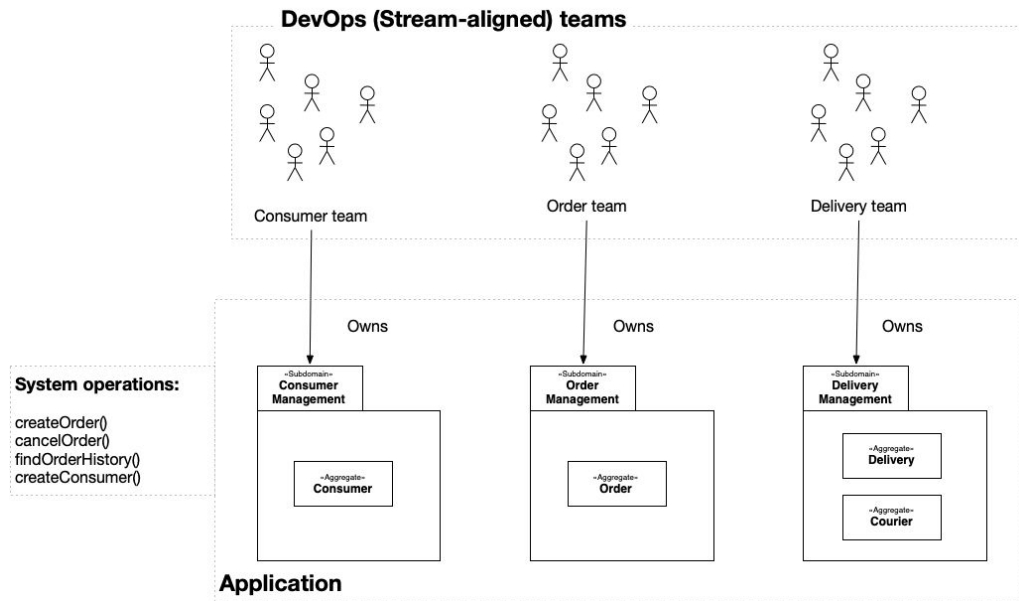 DevOps (Stream-aligned) teams
Consumer team
Order team
Delivery team
Owns
Owns
Owns
System operations:
createOrder()
cancelOrder()
findOrderHistory()
createConsumer()
«Subdomain»
Consumer
Management
«Aggregate»
Consumer
«Subdomain»
Order
Management
«Aggregate»
Order
«Subdomain»
Delivery
Management
«Aggregate»
Delivery
«Aggregate»
Courier
Application